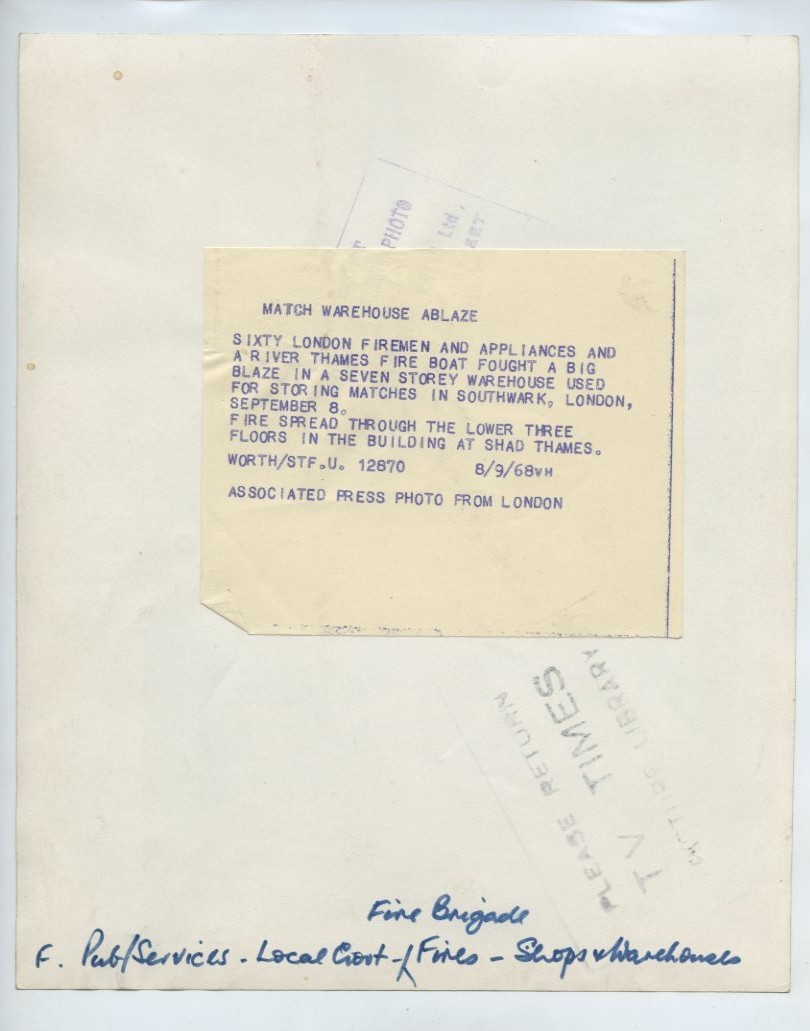 PHOTO
Ltd,
EET
MATCH WAREHOUSE ABLAZE
SIXTY LONDON FIREMEN AND APPLIANCES AND
A RIVER THAMES FIRE BOAT FOUGHT A BIG
BLAZE IN A SEVEN STOREY WAREHOUSE USED
FOR STORING MATCHES IN SOUTHWARK, LONDON,
SEPTEMBER 8.
FIRE SPREAD THROUGH THE LOWER THREE
FLOORS IN THE BUILDING AT SHAD THAMES.
WORTH/STF.U. 12870 8/9/68VH
ASSOCIATED PRESS PHOTO FROM LONDON
PLEASE RETURN
TV TIMES
PICTURE LIBRARY
Fire Brigade
F. Pub/Services - Local Govt - / Fires - Shops & Warehouses